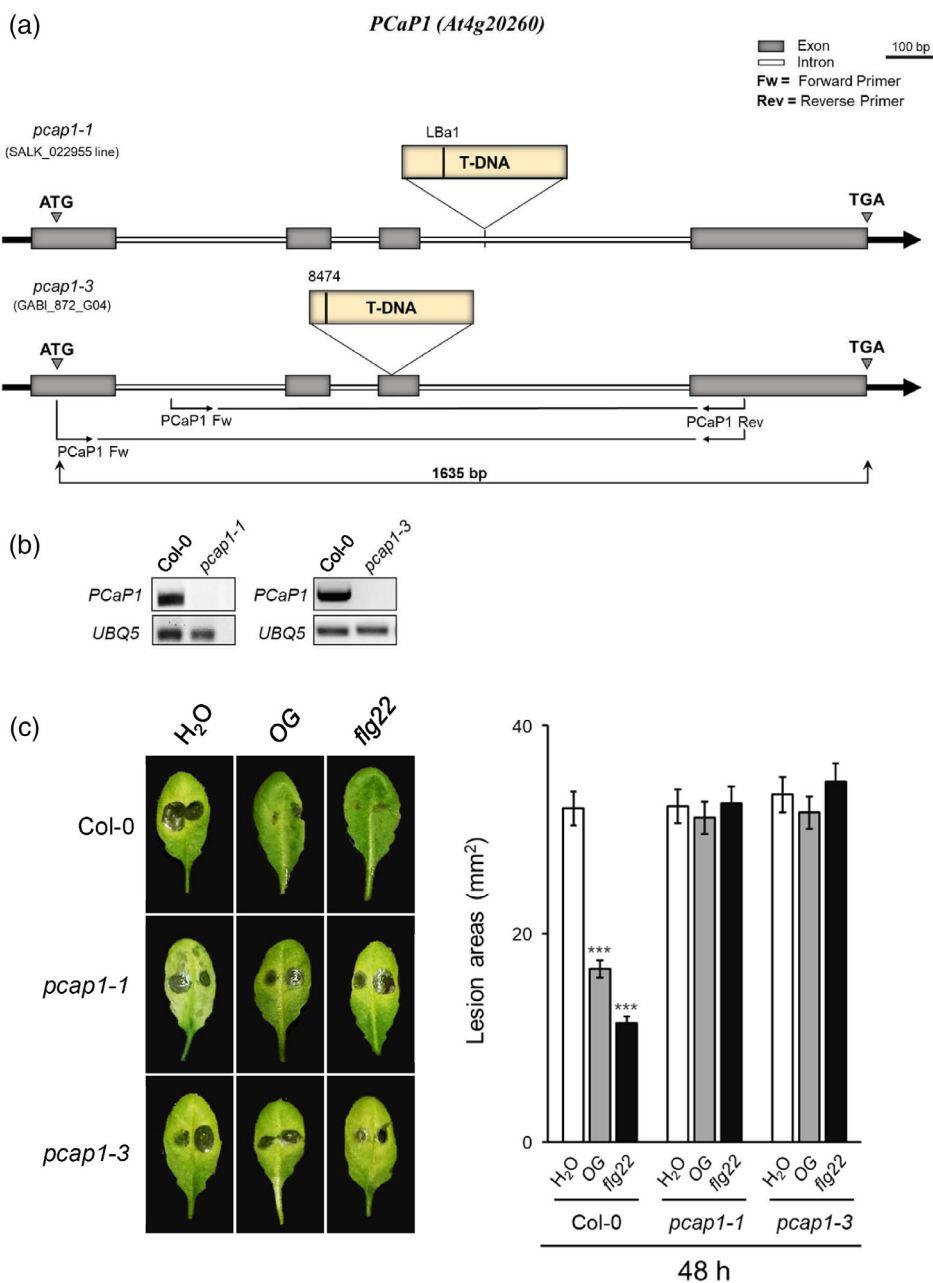 (a)
PCaP1 (At4g20260)
Exon
Intron
100 bp
Fw = Forward Primer
Rev = Reverse Primer
pcap1-1
(SALK_022955 line)
LBa1
T-DNA
ATG
TGA
pcap1-3
(GABI_872_G04)
8474
T-DNA
ATG
TGA
PCaP1 Fw
PCaP1 Rev
PCaP1 Fw
1635 bp
(b)
Col-0
pcap1-1
PCaP1
UBQ5
Col-0
pcap1-3
PCaP1
UBQ5
(c)
H2O
OG
flg22
Col-0
pcap1-1
pcap1-3
Lesion areas (mm2)
40
20
0
***
***
H2O
OG
flg22
H2O
OG
flg22
H2O
OG
flg22
Col-0
pcap1-1
pcap1-3
48 h